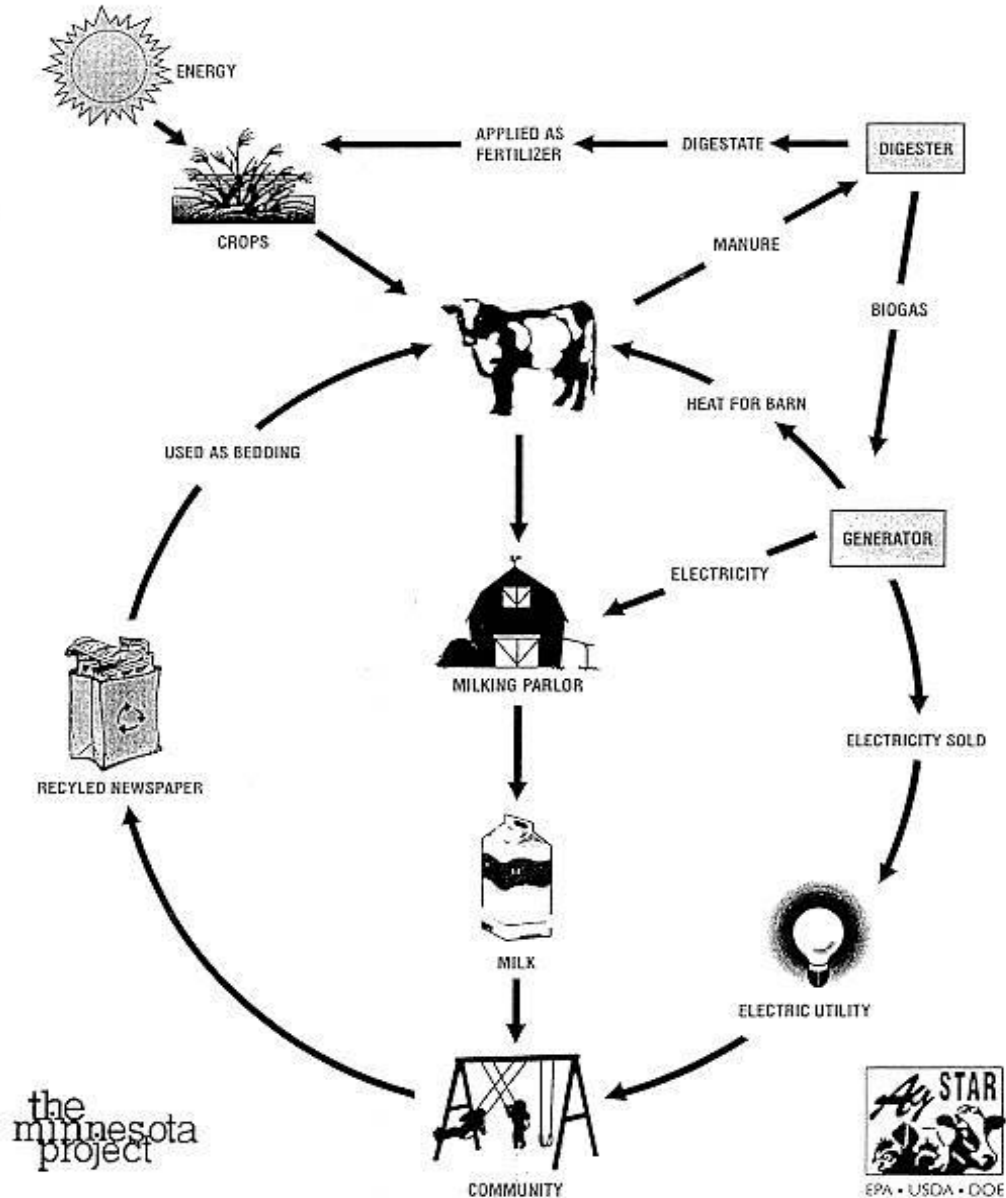 ENERGY
APPLIED AS
FERTILIZER
DIGESTATE
DIGESTER
CROPS
MANURE
BIOGAS
HEAT FOR BARN
USED AS BEDDING
GENERATOR
ELECTRICITY
MILKING PARLOR
ELECTRICITY SOLD
RECYLED NEWSPAPER
MILK
ELECTRIC UTILITY
the
minnesota
project
Ag STAR
EPA • USDA • DOE
COMMUNITY